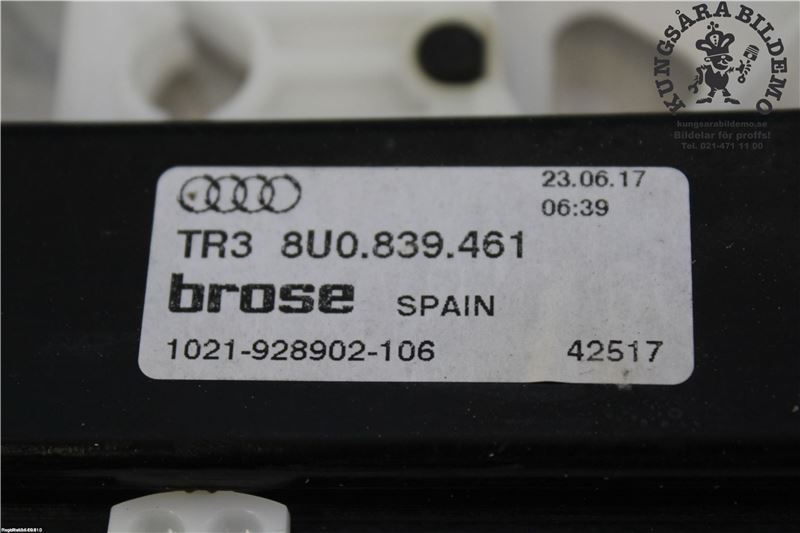 KUNGSÅRA BILDEMO
kungsarabildemo.se
Bildelar för proffs!
Tel. 021-471 11 00
23.06.17
06:39
TR3 8U0.839.461
brose SPAIN
1021-928902-106 42517